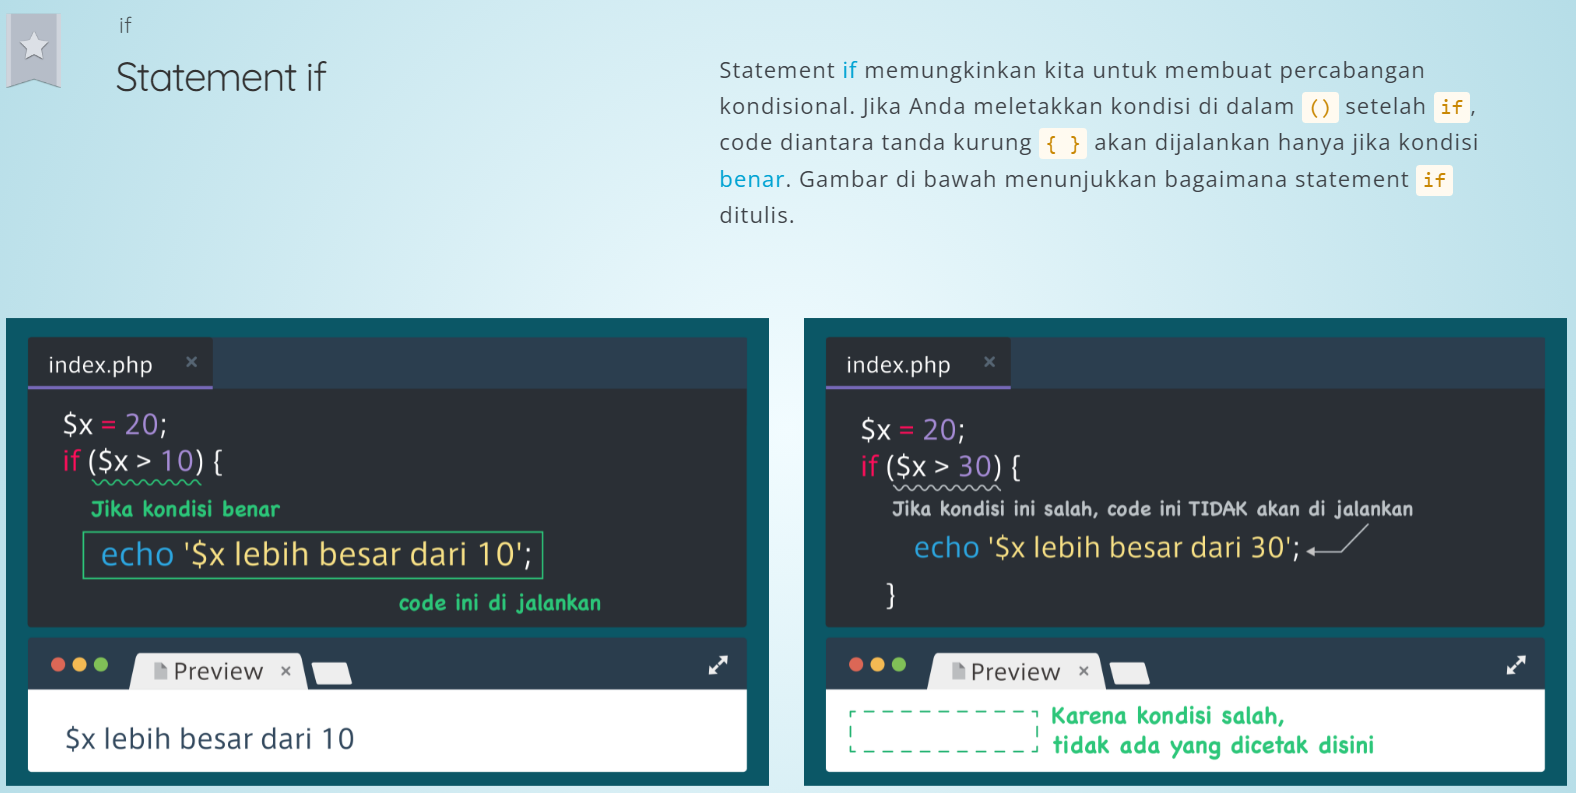 if
Statement if
Statement if memungkinkan kita untuk membuat percabangan
kondisional. Jika Anda meletakkan kondisi di dalam () setelah if,
code diantara tanda kurung { } akan dijalankan hanya jika kondisi
benar. Gambar di bawah menunjukkan bagaimana statement if
ditulis.
index.php ×
$x = 20;
if ($x > 10) {
Jika kondisi benar
echo '$x lebih besar dari 10';
code ini di jalankan
Preview ×
$x lebih besar dari 10
index.php ×
$x = 20;
if ($x > 30) {
Jika kondisi ini salah, code ini TIDAK akan di jalankan
echo '$x lebih besar dari 30';
}
Preview ×
Karena kondisi salah,
tidak ada yang dicetak disini